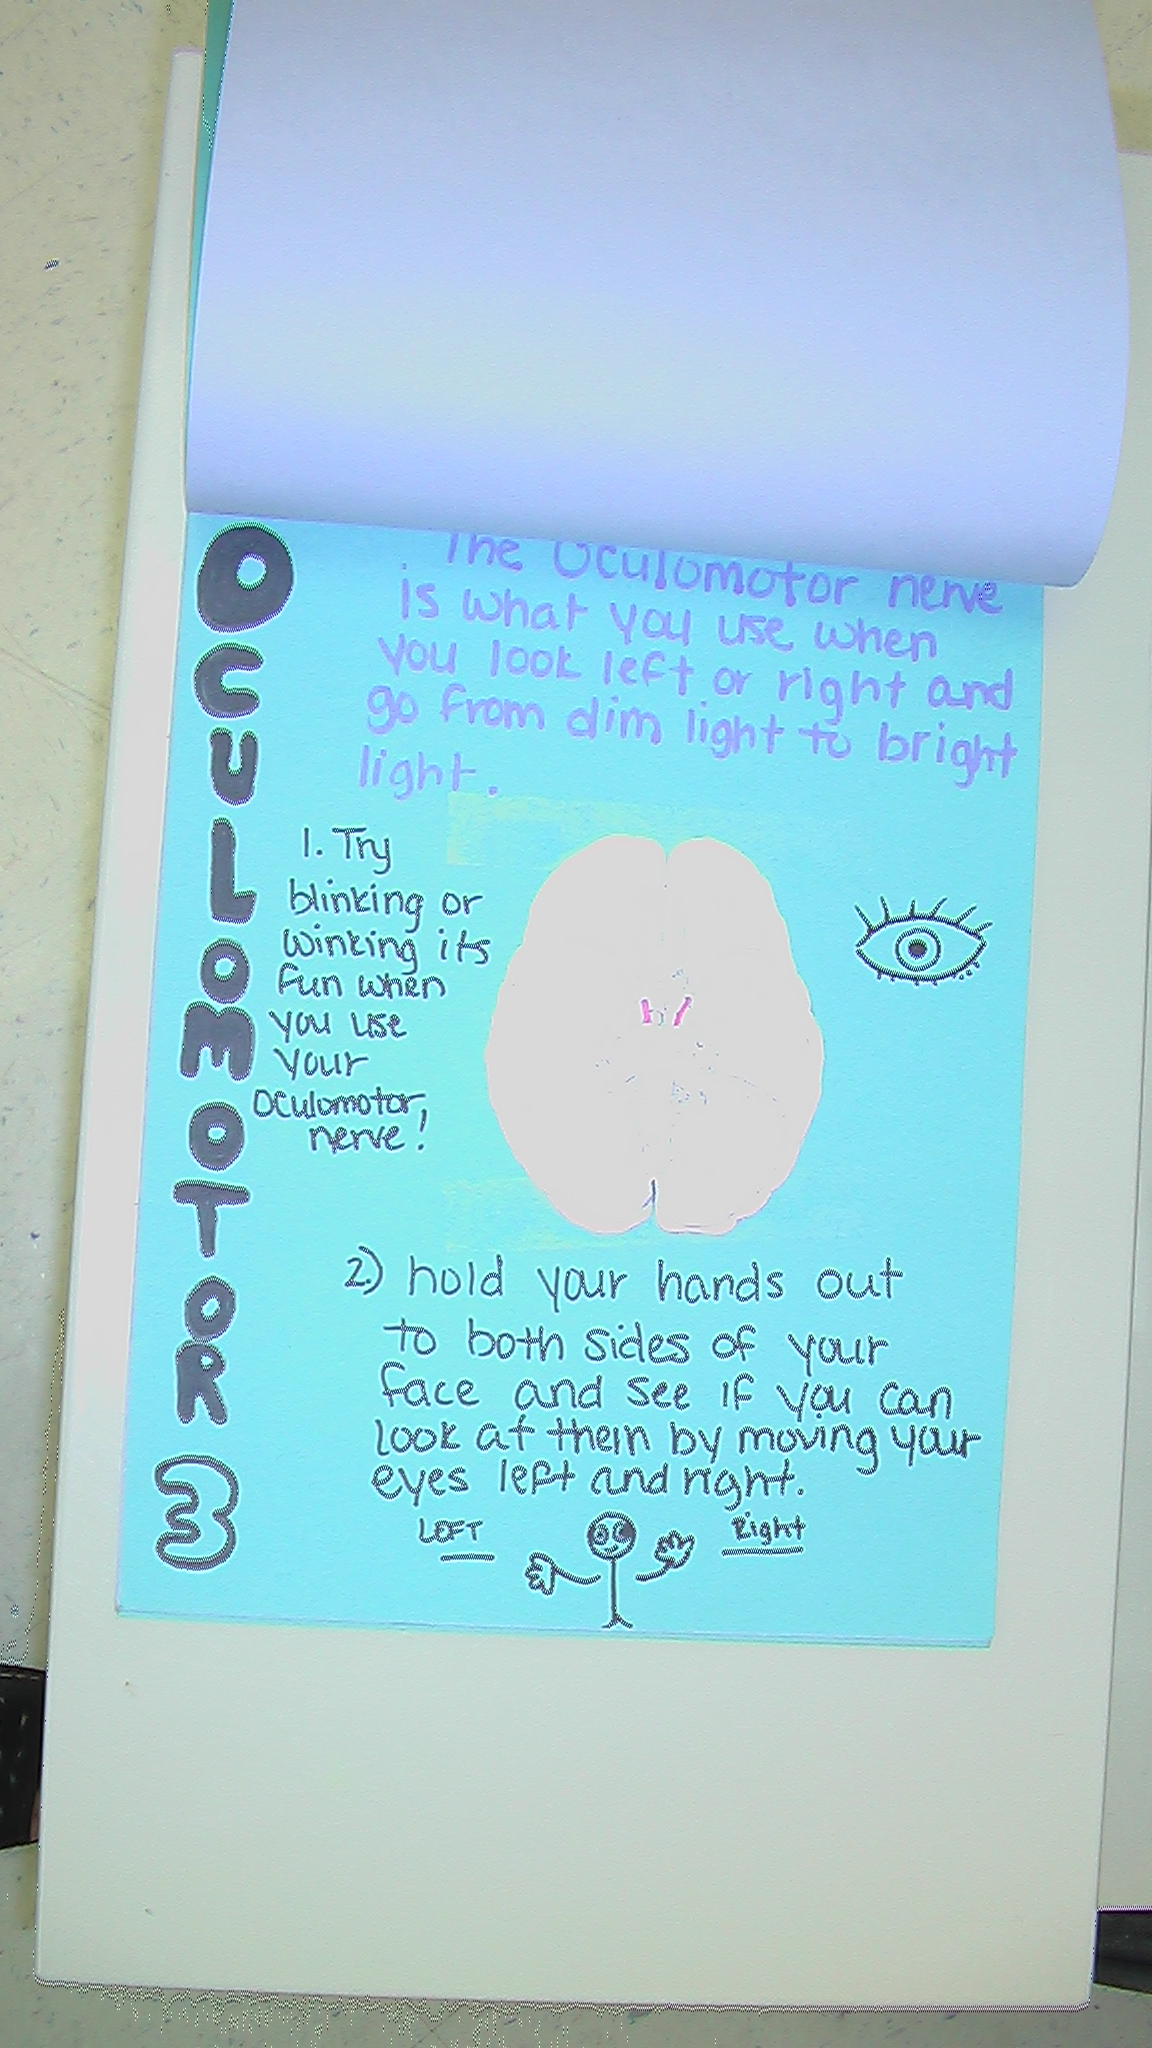 OCULOMOTOR 3
The Oculomotor nerve
is what you use when
you look left or right and
go from dim light to bright
light.
1. Try
blinking or
winking its
fun when
you use
your
Oculomotor,
nerve!
2.) hold your hands out
to both sides of your
face and see if you can
look at them by moving your
eyes left and right.
LEFT
Right